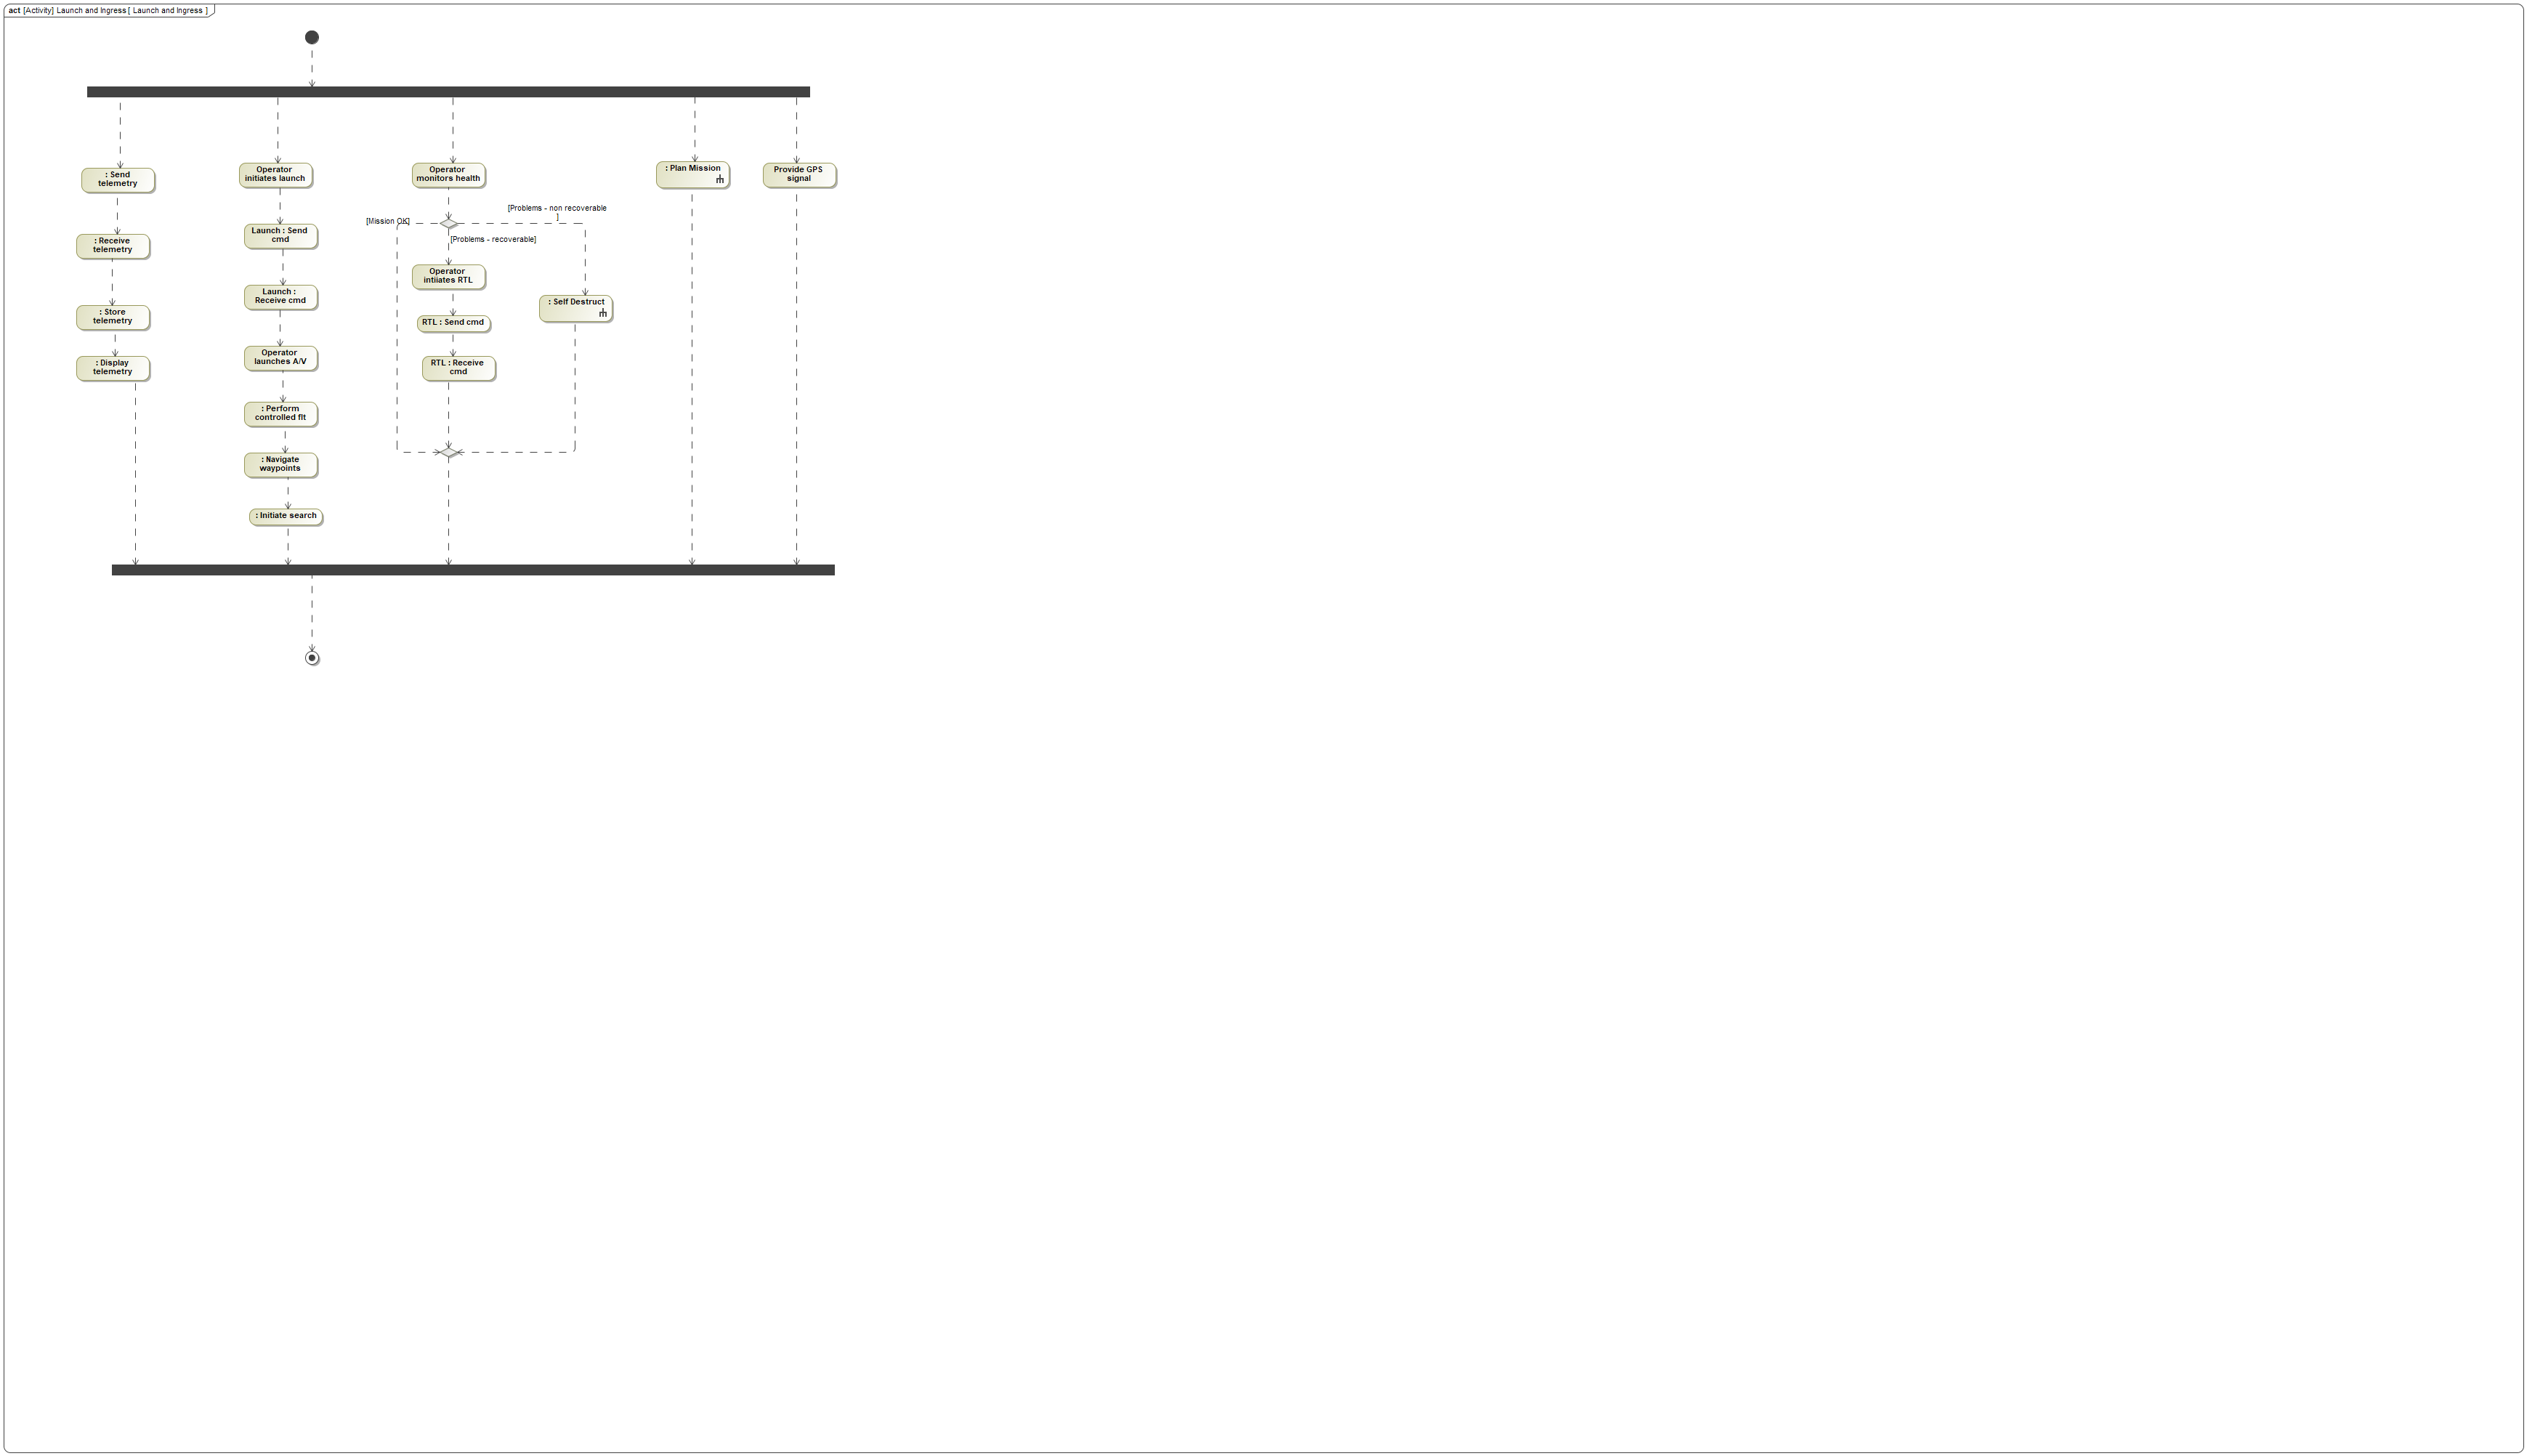 act [Activity] Launch and Ingress [ Launch and Ingress ]
: Send
telemetry
: Receive
telemetry
: Store
telemetry
: Display
telemetry
Operator
initiates launch
Launch : Send
cmd
Launch :
Receive cmd
Operator
launches A/V
: Perform
controlled flt
: Navigate
waypoints
: Initiate search
Operator
monitors health
[Mission OK]
[Problems - non recoverable
]
[Problems - recoverable]
Operator
intiiates RTL
RTL : Send cmd
RTL : Receive
cmd
: Self Destruct
: Plan Mission
Provide GPS
signal